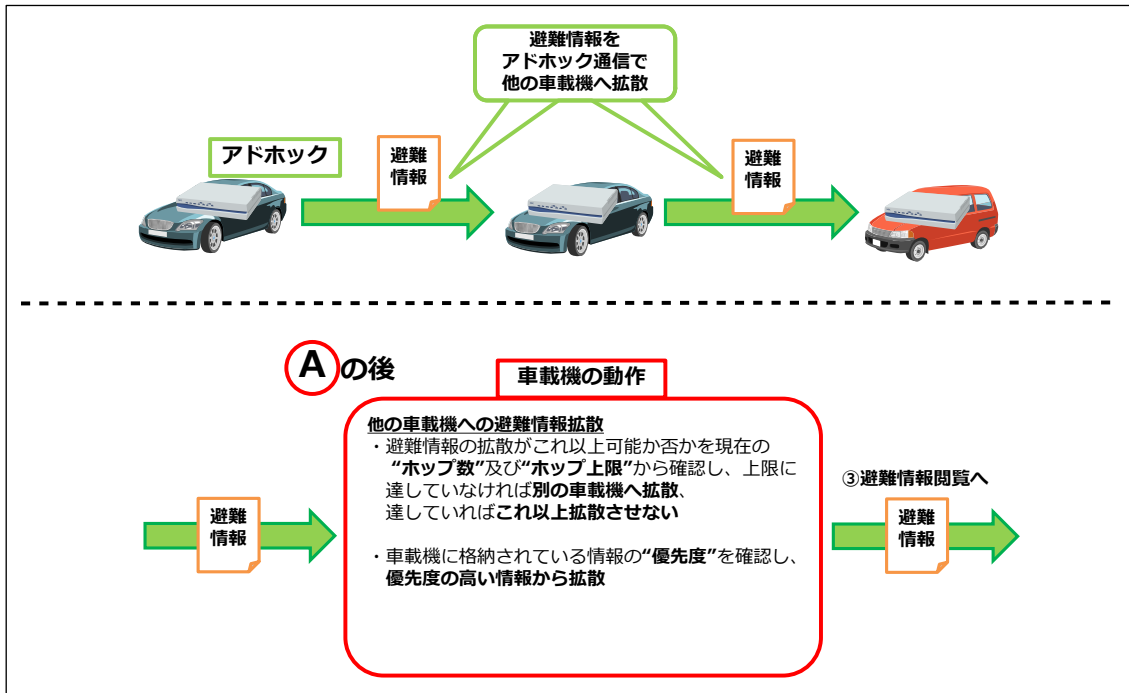 避難情報を
アドホック通信で
他の車載機へ拡散
アドホック
避難
情報
避難
情報
Aの後
車載機の動作
他の車載機への避難情報拡散
・避難情報の拡散がこれ以上可能か否かを現在の
“ホップ数”及び“ホップ上限”から確認し、上限に
達していなければ別の車載機へ拡散、
達していればこれ以上拡散させない
・車載機に格納されている情報の“優先度”を確認し、
優先度の高い情報から拡散
避難
情報
③避難情報閲覧へ
避難
情報